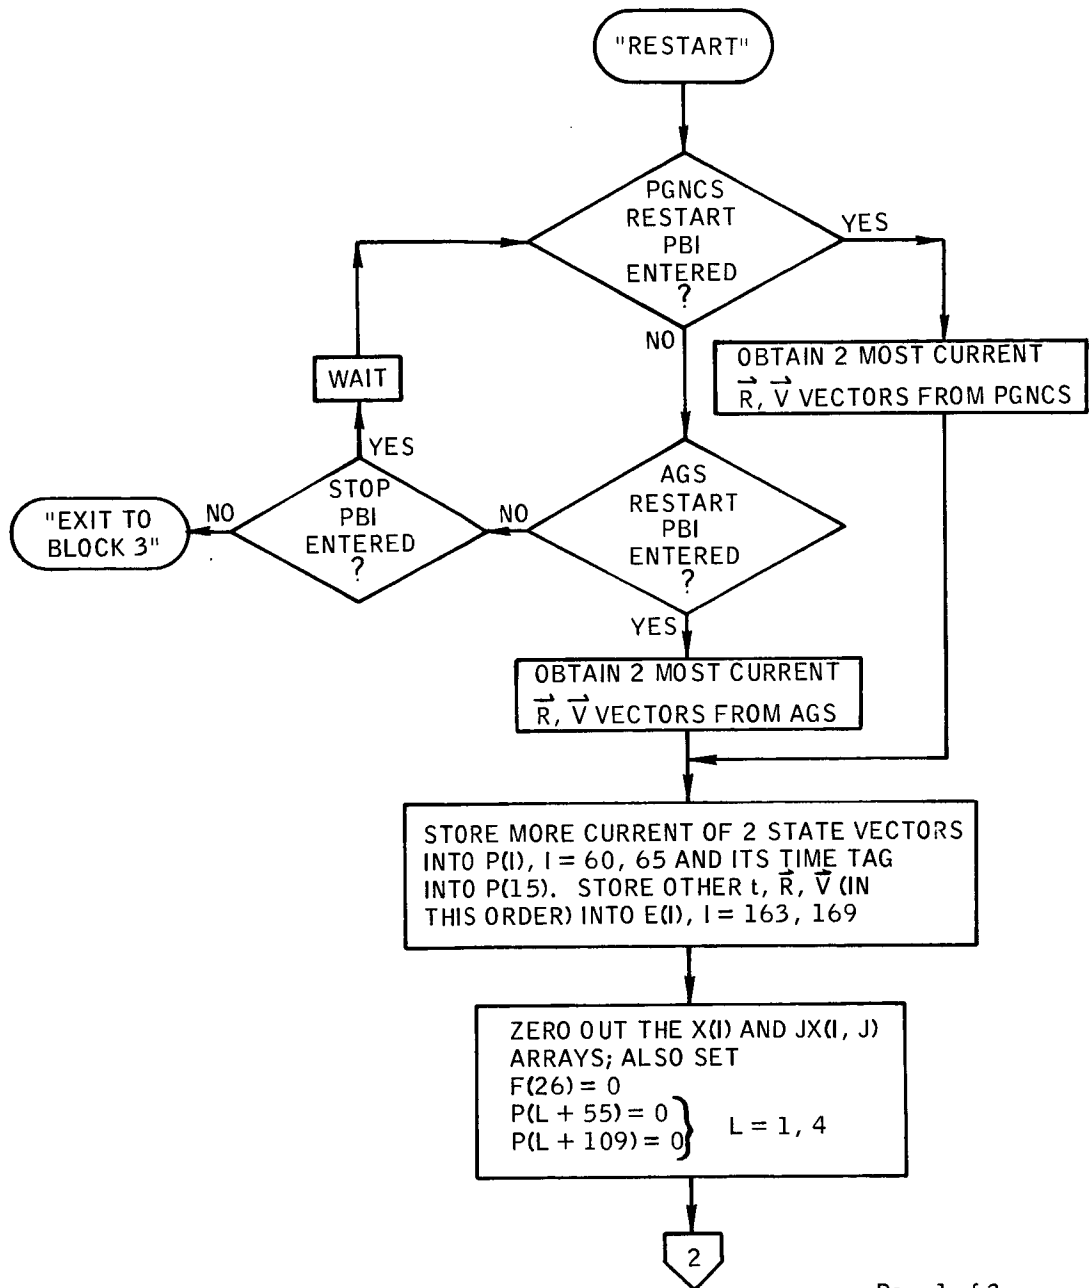 "RESTART"
PGNCS
RESTART
PBI
ENTERED
?
YES
NO
OBTAIN 2 MOST CURRENT
R, V VECTORS FROM PGNCS
WAIT
YES
STOP
PBI
ENTERED
?
NO
"EXIT TO
BLOCK 3"
NO
AGS
RESTART
PBI
ENTERED
?
YES
OBTAIN 2 MOST CURRENT
R, V VECTORS FROM AGS
STORE MORE CURRENT OF 2 STATE VECTORS
INTO P(I), I = 60, 65 AND ITS TIME TAG
INTO P(15). STORE OTHER t, R, V (IN
THIS ORDER) INTO E(I), I = 163, 169
ZERO OUT THE X(I) AND JX(I, J)
ARRAYS; ALSO SET
F(26) = 0
P(L + 55) = 0
P(L + 109) = 0
L = 1, 4
2